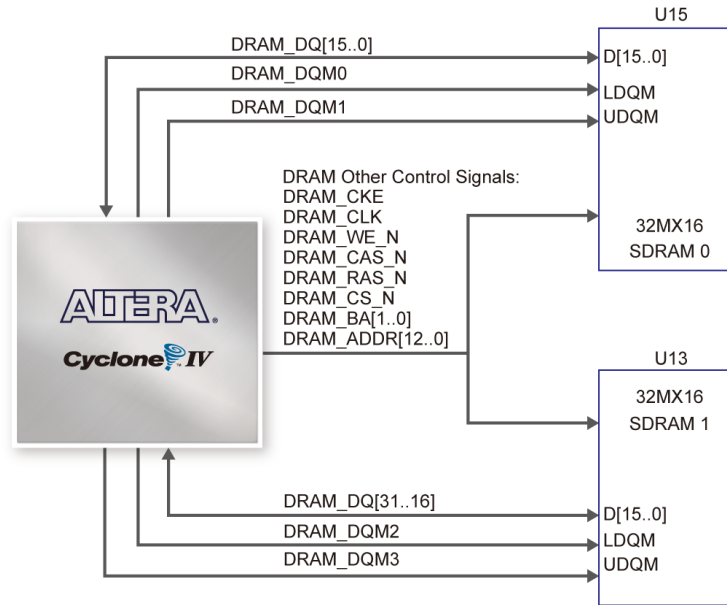 U15
DRAM_DQ[15..0]
D[15..0]
DRAM_DQM0
LDQM
DRAM_DQM1
UDQM
DRAM Other Control Signals:
DRAM_CKE
DRAM_CLK
DRAM_WE_N
DRAM_CAS_N
DRAM_RAS_N
DRAM_CS_N
DRAM_BA[1..0]
DRAM_ADDR[12..0]
32MX16
SDRAM 0
ALTERA.
Cyclone IV
U13
32MX16
SDRAM 1
DRAM_DQ[31..16]
D[15..0]
DRAM_DQM2
LDQM
DRAM_DQM3
UDQM